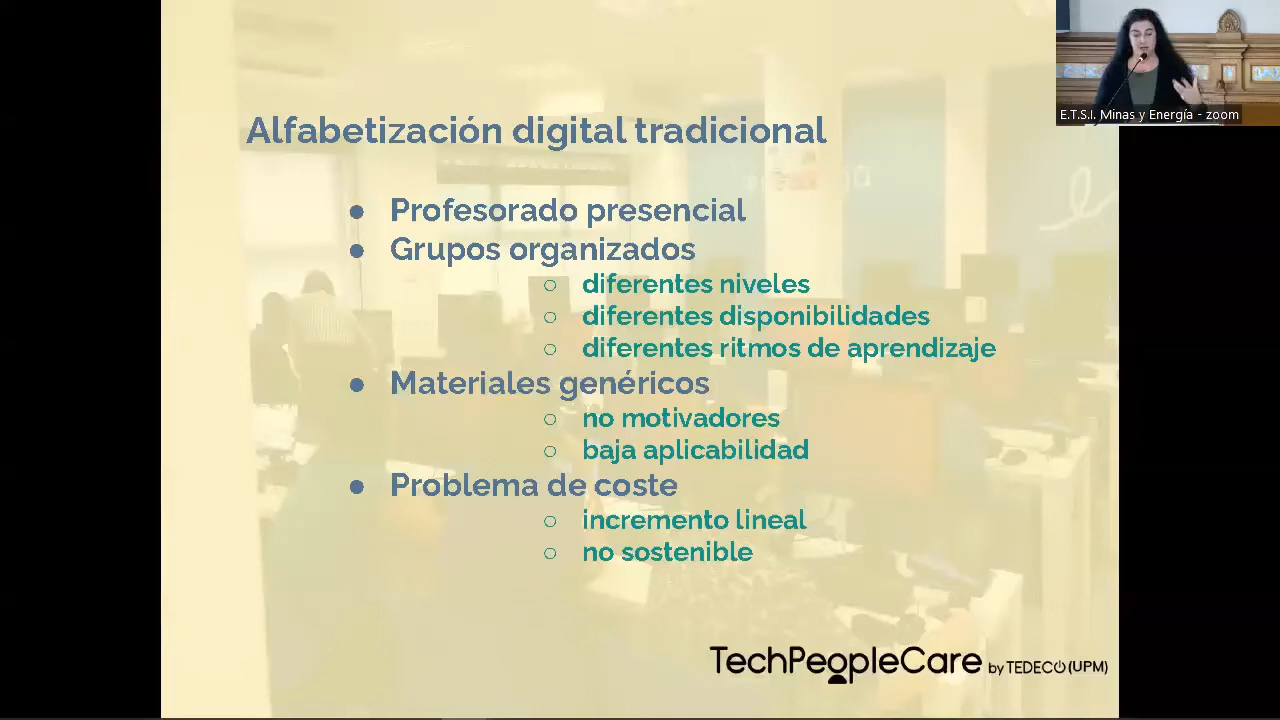 E.T.S.I. Minas y Energía - zoom
Alfabetización digital tradicional
● Profesorado presencial
● Grupos organizados
○ diferentes niveles
○ diferentes disponibilidades
○ diferentes ritmos de aprendizaje
● Materiales genéricos
○ no motivadores
○ baja aplicabilidad
● Problema de coste
○ incremento lineal
○ no sostenible
TechPeopleCare by TEDECO (UPM)